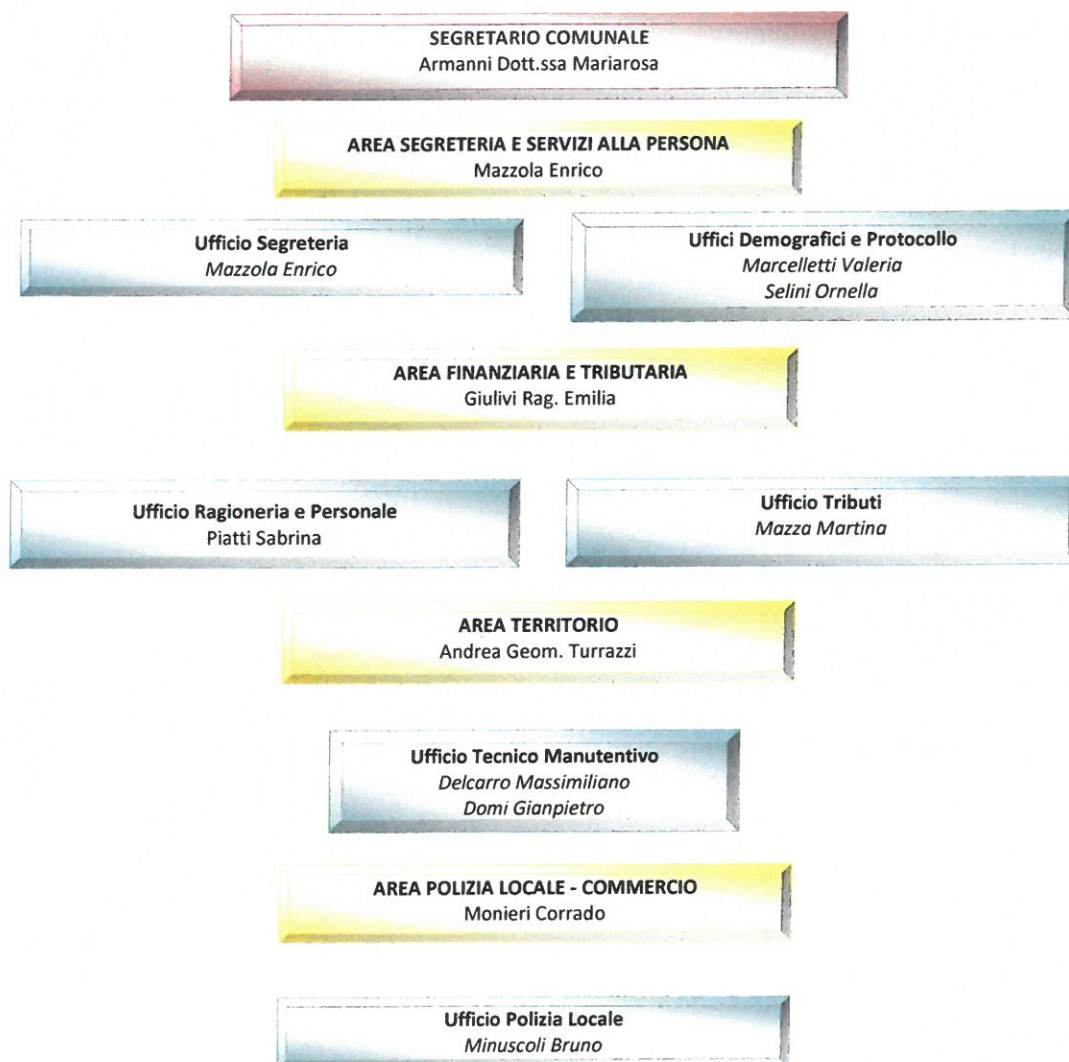 SEGRETARIO COMUNALE
Armanni Dott.ssa Mariarosa
AREA SEGRETERIA E SERVIZI ALLA PERSONA
Mazzola Enrico
Ufficio Segreteria
Mazzola Enrico
Uffici Demografici e Protocollo
Marcelletti Valeria
Selini Ornella
AREA FINANZIARIA E TRIBUTARIA
Giulivi Rag. Emilia
Ufficio Ragioneria e Personale
Piatti Sabrina
Ufficio Tributi
Mazza Martina
AREA TERRITORIO
Andrea Geom. Turrazzi
Ufficio Tecnico Manutentivo
Delcarro Massimiliano
Domi Gianpietro
AREA POLIZIA LOCALE - COMMERCIO
Monieri Corrado
Ufficio Polizia Locale
Minuscoli Bruno